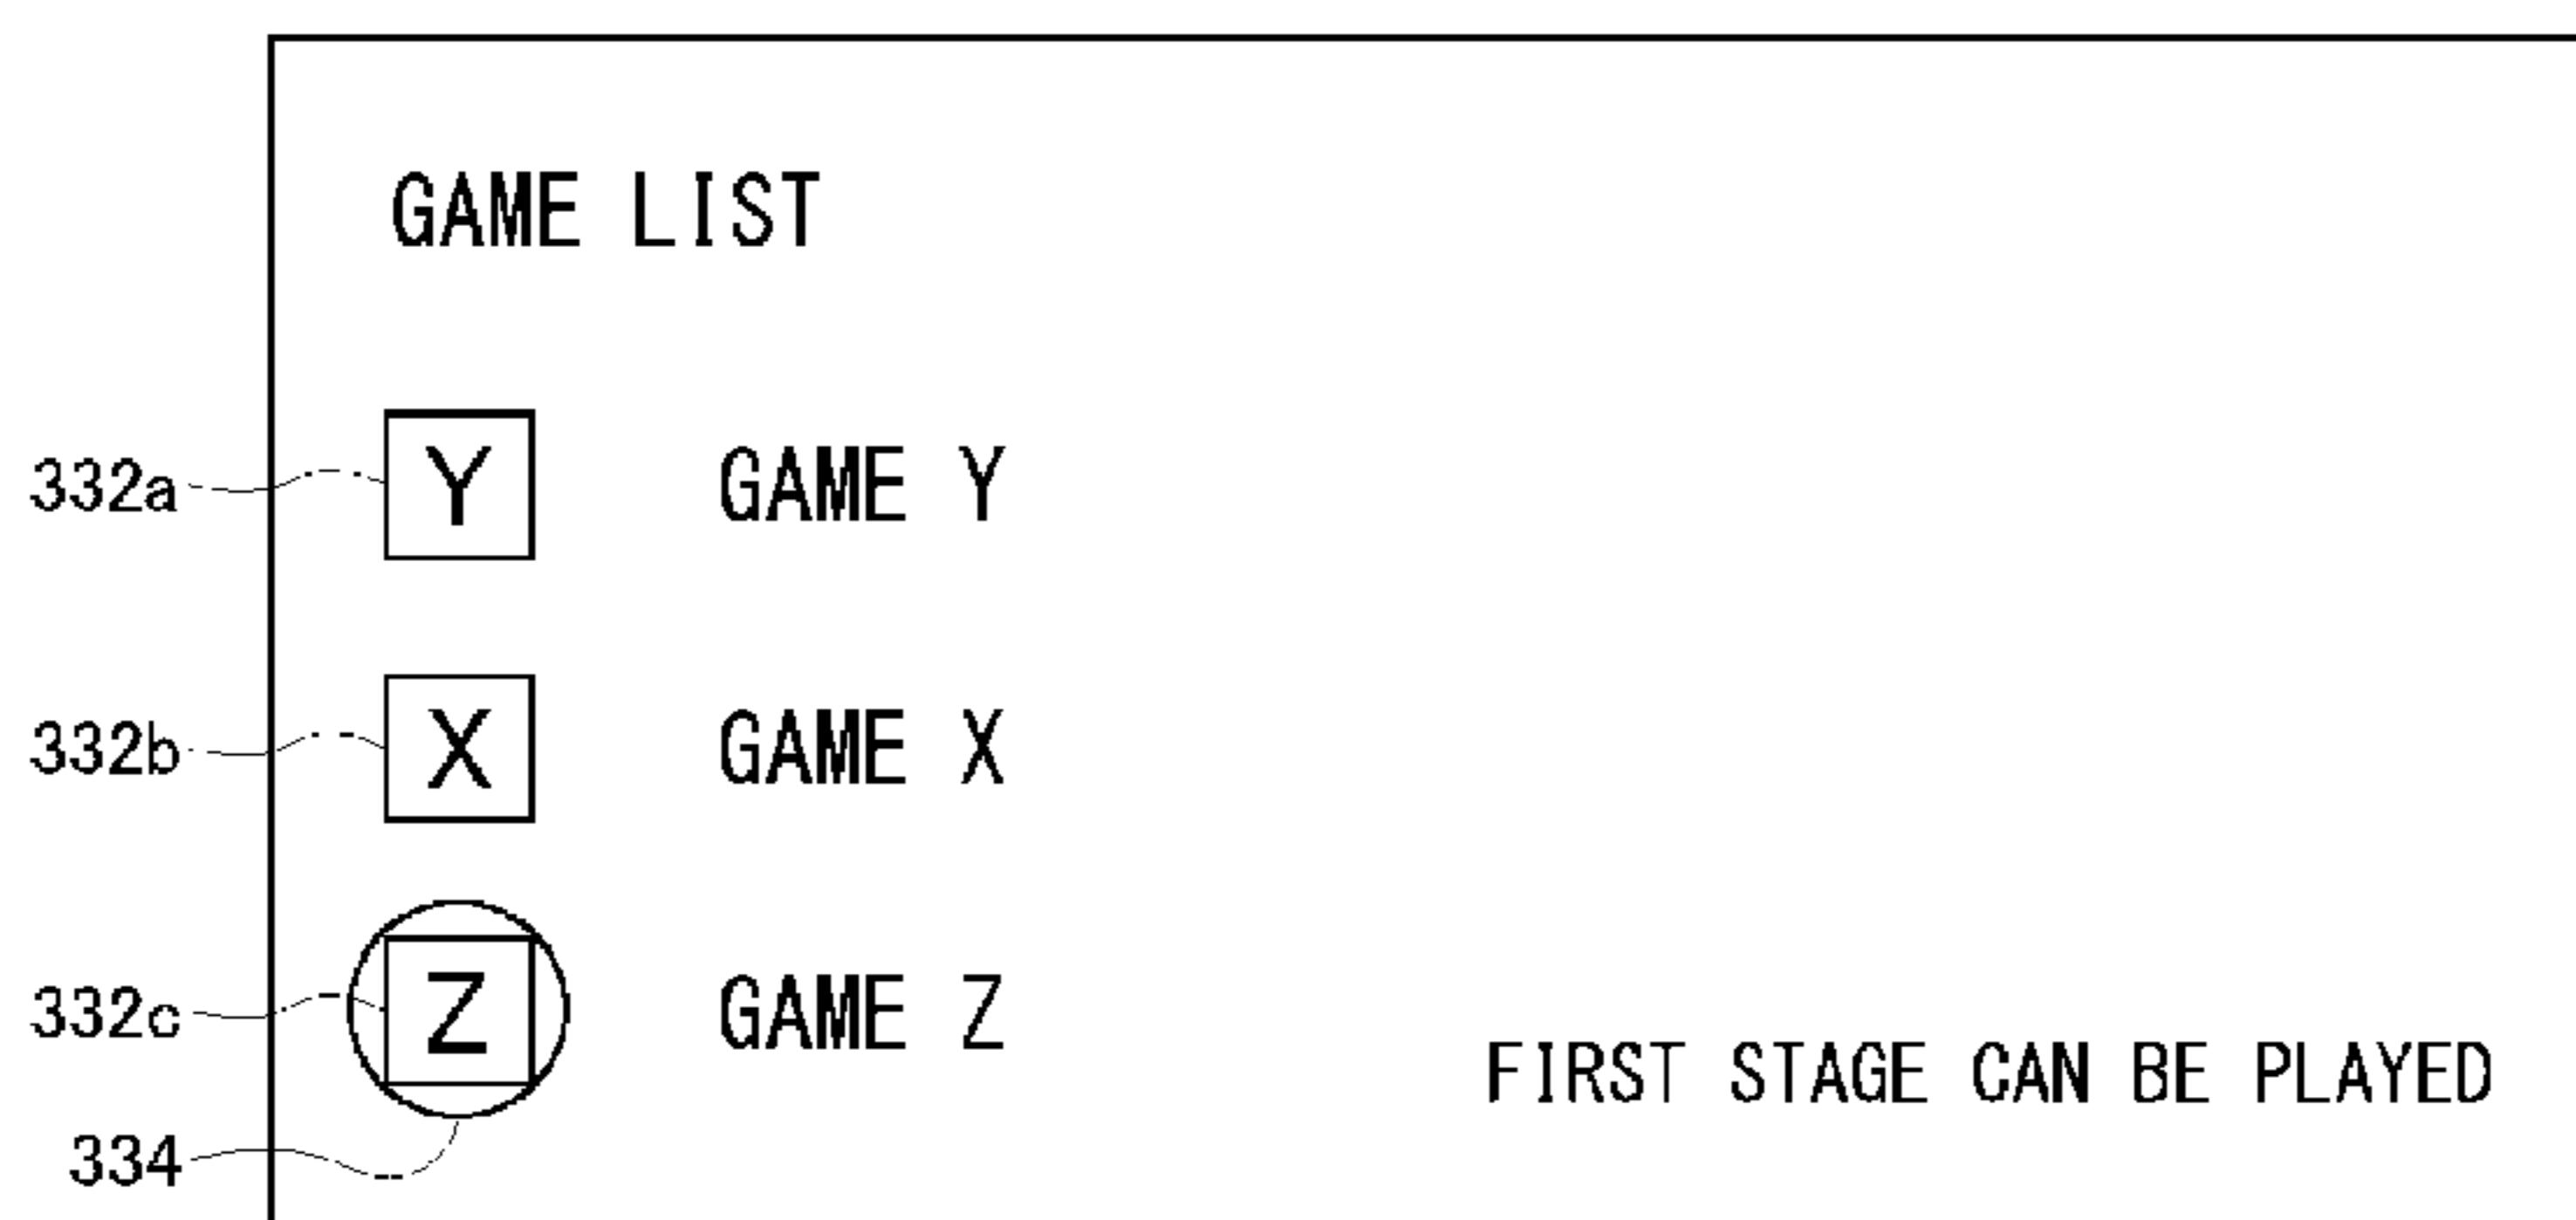 GAME LIST
332a Y GAME Y
332b X GAME X
332c Z GAME Z
FIRST STAGE CAN BE PLAYED
334